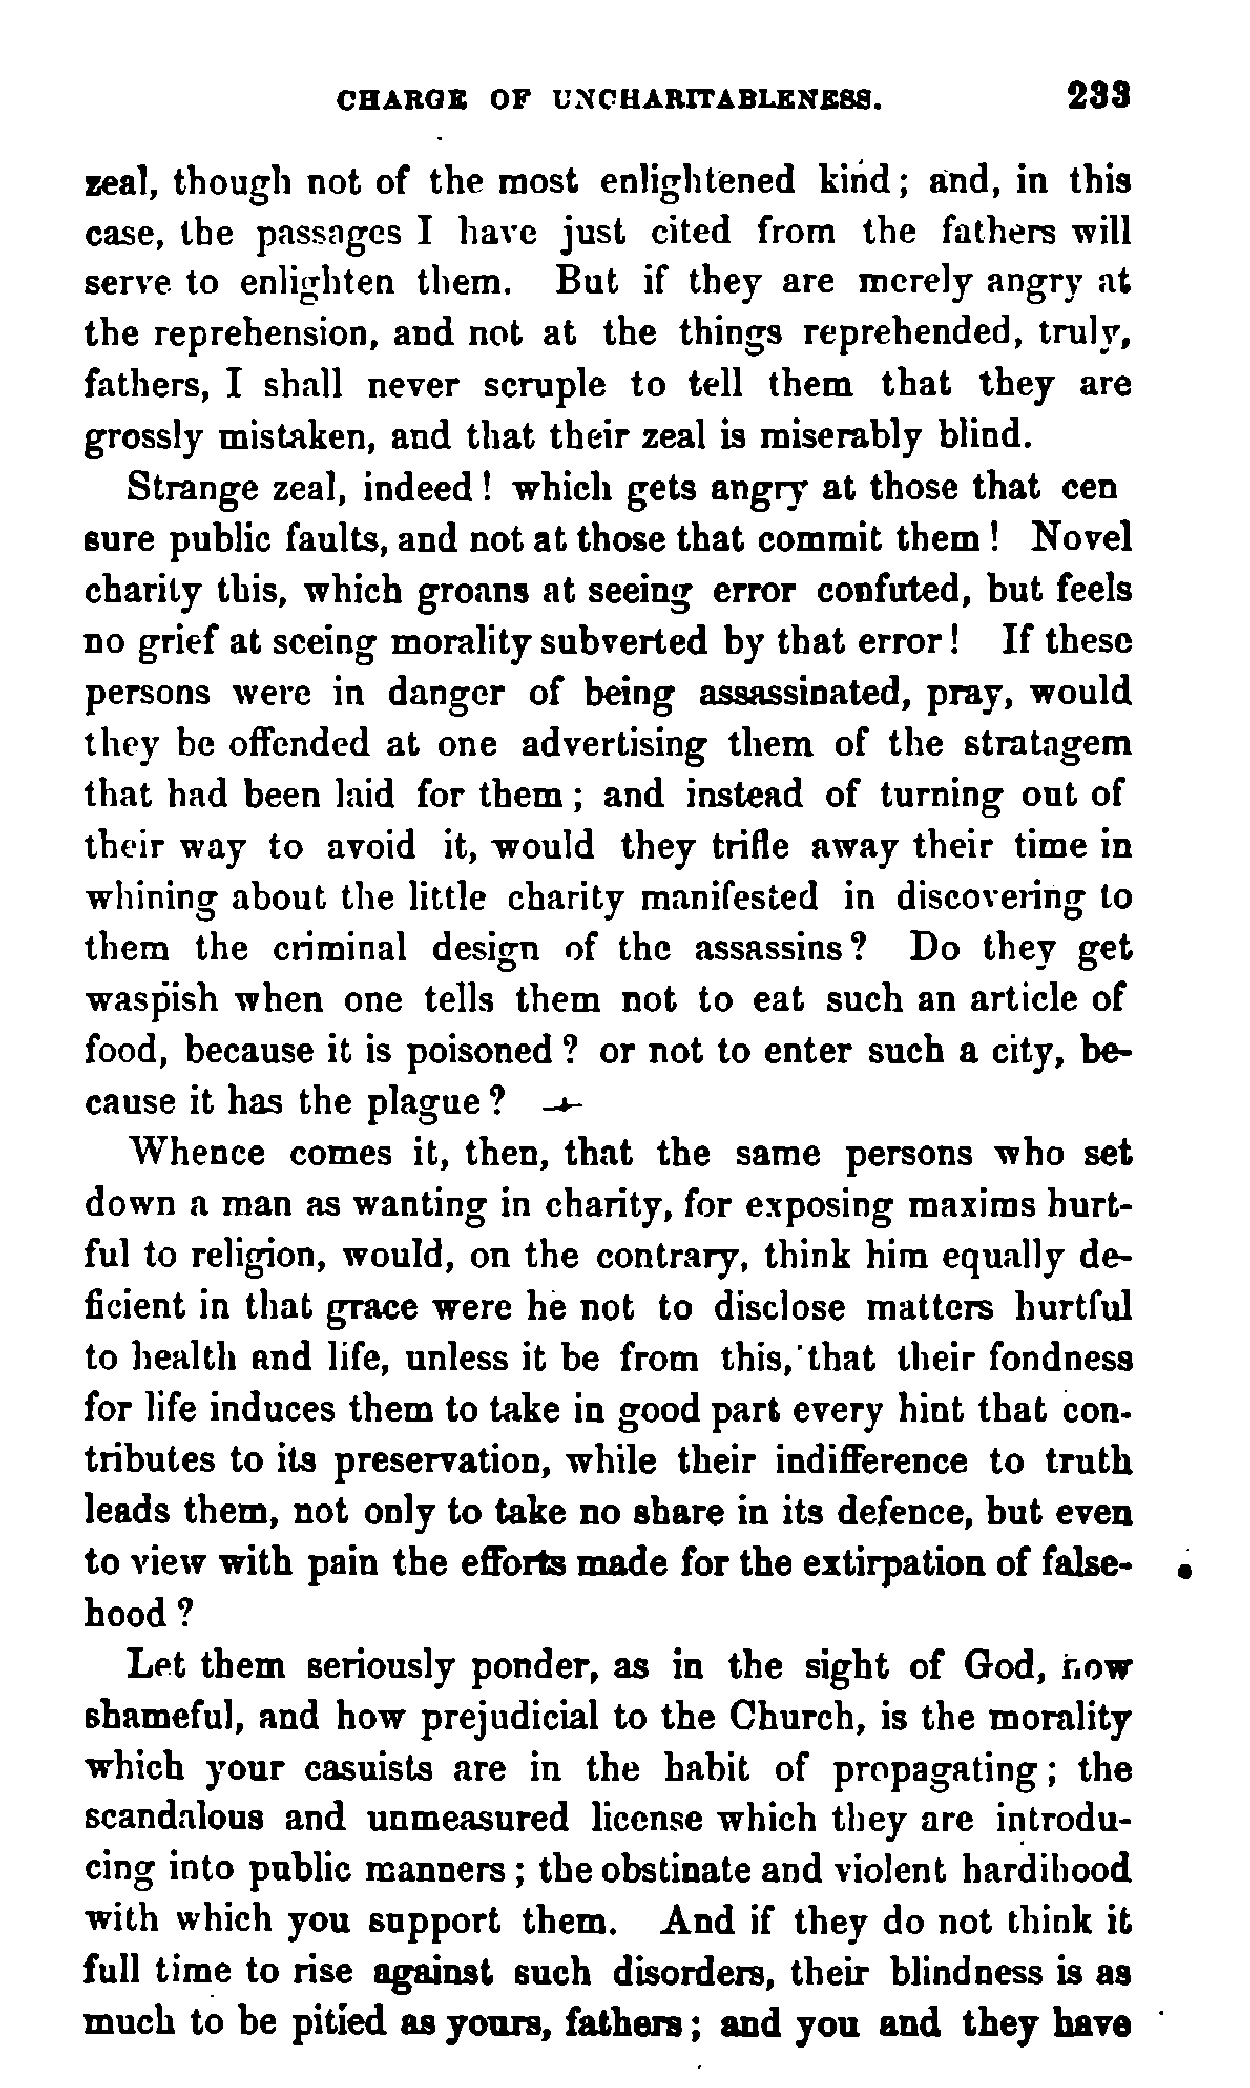 CHARGE OF UNCHARITABLENESS. 233
zeal, though not of the most enlightened kind; and, in this
case, the passages I have just cited from the fathers will
serve to enlighten them. But if they are merely angry at
the reprehension, and not at the things reprehended, truly,
fathers, I shall never scruple to tell them that they are
grossly mistaken, and that their zeal is miserably blind.
Strange zeal, indeed! which gets angry at those that cen
sure public faults, and not at those that commit them! Novel
charity this, which groans at seeing error confuted, but feels
no grief at seeing morality subverted by that error! If these
persons were in danger of being assassinated, pray, would
they be offended at one advertising them of the stratagem
that had been laid for them; and instead of turning out of
their way to avoid it, would they trifle away their time in
whining about the little charity manifested in discovering to
them the criminal design of the assassins? Do they get
waspish when one tells them not to eat such an article of
food, because it is poisoned? or not to enter such a city, be-
cause it has the plague?
Whence comes it, then, that the same persons who set
down a man as wanting in charity, for exposing maxims hurt-
ful to religion, would, on the contrary, think him equally de-
ficient in that grace were he not to disclose matters hurtful
to health and life, unless it be from this, that their fondness
for life induces them to take in good part every hint that con-
tributes to its preservation, while their indifference to truth
leads them, not only to take no share in its defence, but even
to view with pain the efforts made for the extirpation of false-
hood?
Let them seriously ponder, as in the sight of God, how
shameful, and how prejudicial to the Church, is the morality
which your casuists are in the habit of propagating; the
scandalous and unmeasured license which they are introdu-
cing into public manners; the obstinate and violent hardihood
with which you support them. And if they do not think it
full time to rise against such disorders, their blindness is as
much to be pitied as yours, fathers; and you and they have